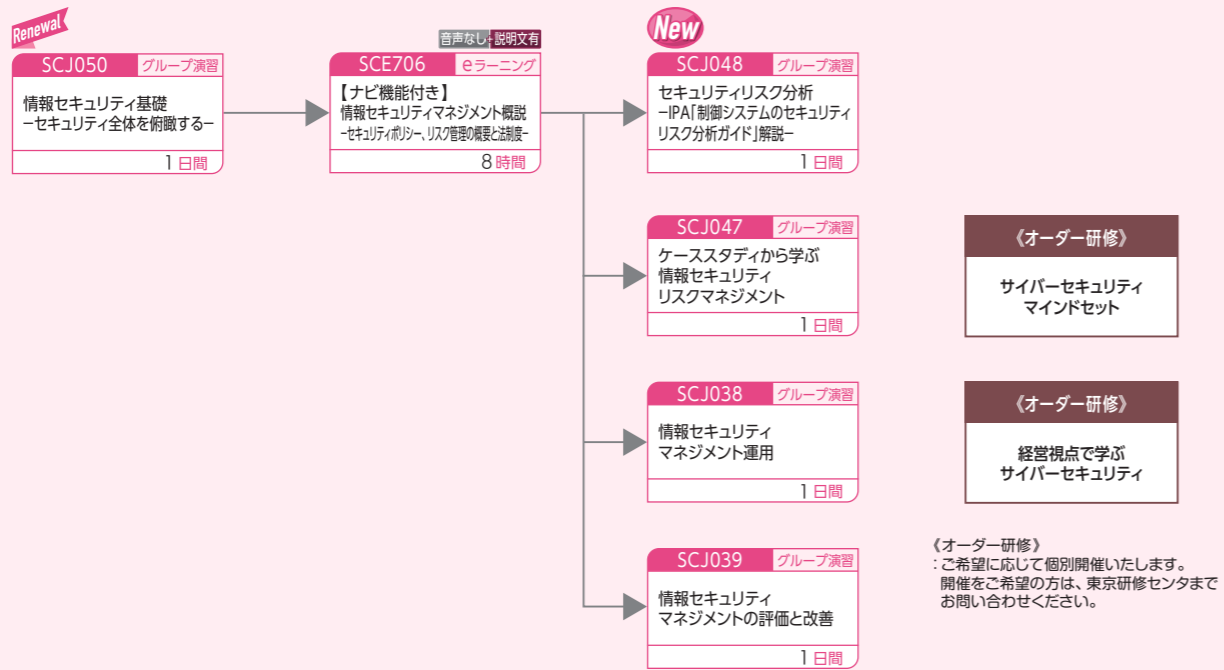 Renewal
SCJ050 グループ演習
情報セキュリティ基礎
－セキュリティ全体を俯瞰する－
1日間
音声なし+説明文有
SCE706 eラーニング
【ナビ機能付き】
情報セキュリティマネジメント概説
－セキュリティポリシー、リスク管理の概要と法制度－
8時間
New
SCJ048 グループ演習
セキュリティリスク分析
－IPA「制御システムのセキュリティ
リスク分析ガイド」解説－
1日間
SCJ047 グループ演習
ケーススタディから学ぶ
情報セキュリティ
リスクマネジメント
1日間
《オーダー研修》
サイバーセキュリティ
マインドセット
SCJ038 グループ演習
情報セキュリティ
マネジメント運用
1日間
《オーダー研修》
経営視点で学ぶ
サイバーセキュリティ
SCJ039 グループ演習
情報セキュリティ
マネジメントの評価と改善
1日間
《オーダー研修》
：ご希望に応じて個別開催いたします。
開催をご希望の方は、東京研修センタまで
お問い合わせください。